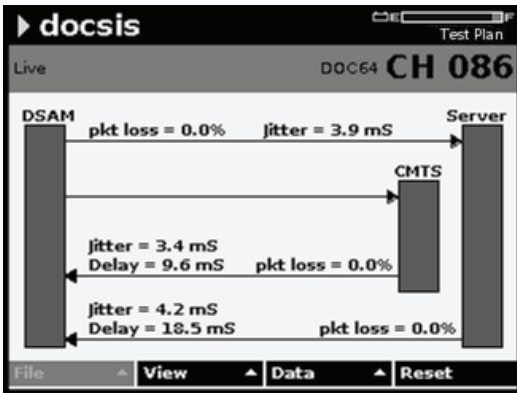 docsis
E F
Test Plan
Live
DOC64 CH 086
DSAM
Server
pkt loss = 0.0% Jitter = 3.9 mS
CMTS
Jitter = 3.4 mS
Delay = 9.6 mS pkt loss = 0.0%
Jitter = 4.2 mS
Delay = 18.5 mS pkt loss = 0.0%
File View Data Reset